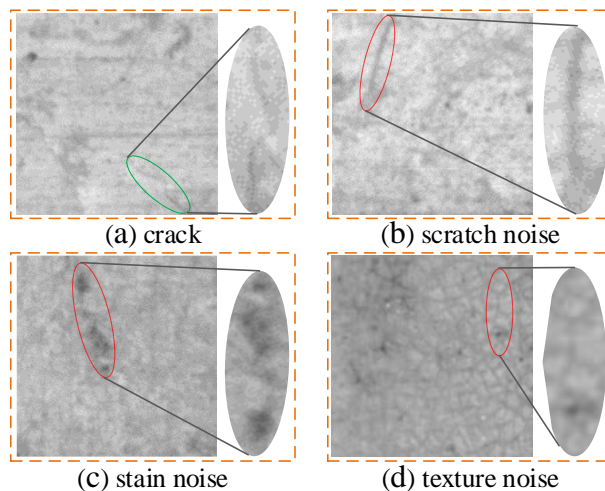 (a) crack
(b) scratch noise
(c) stain noise
(d) texture noise